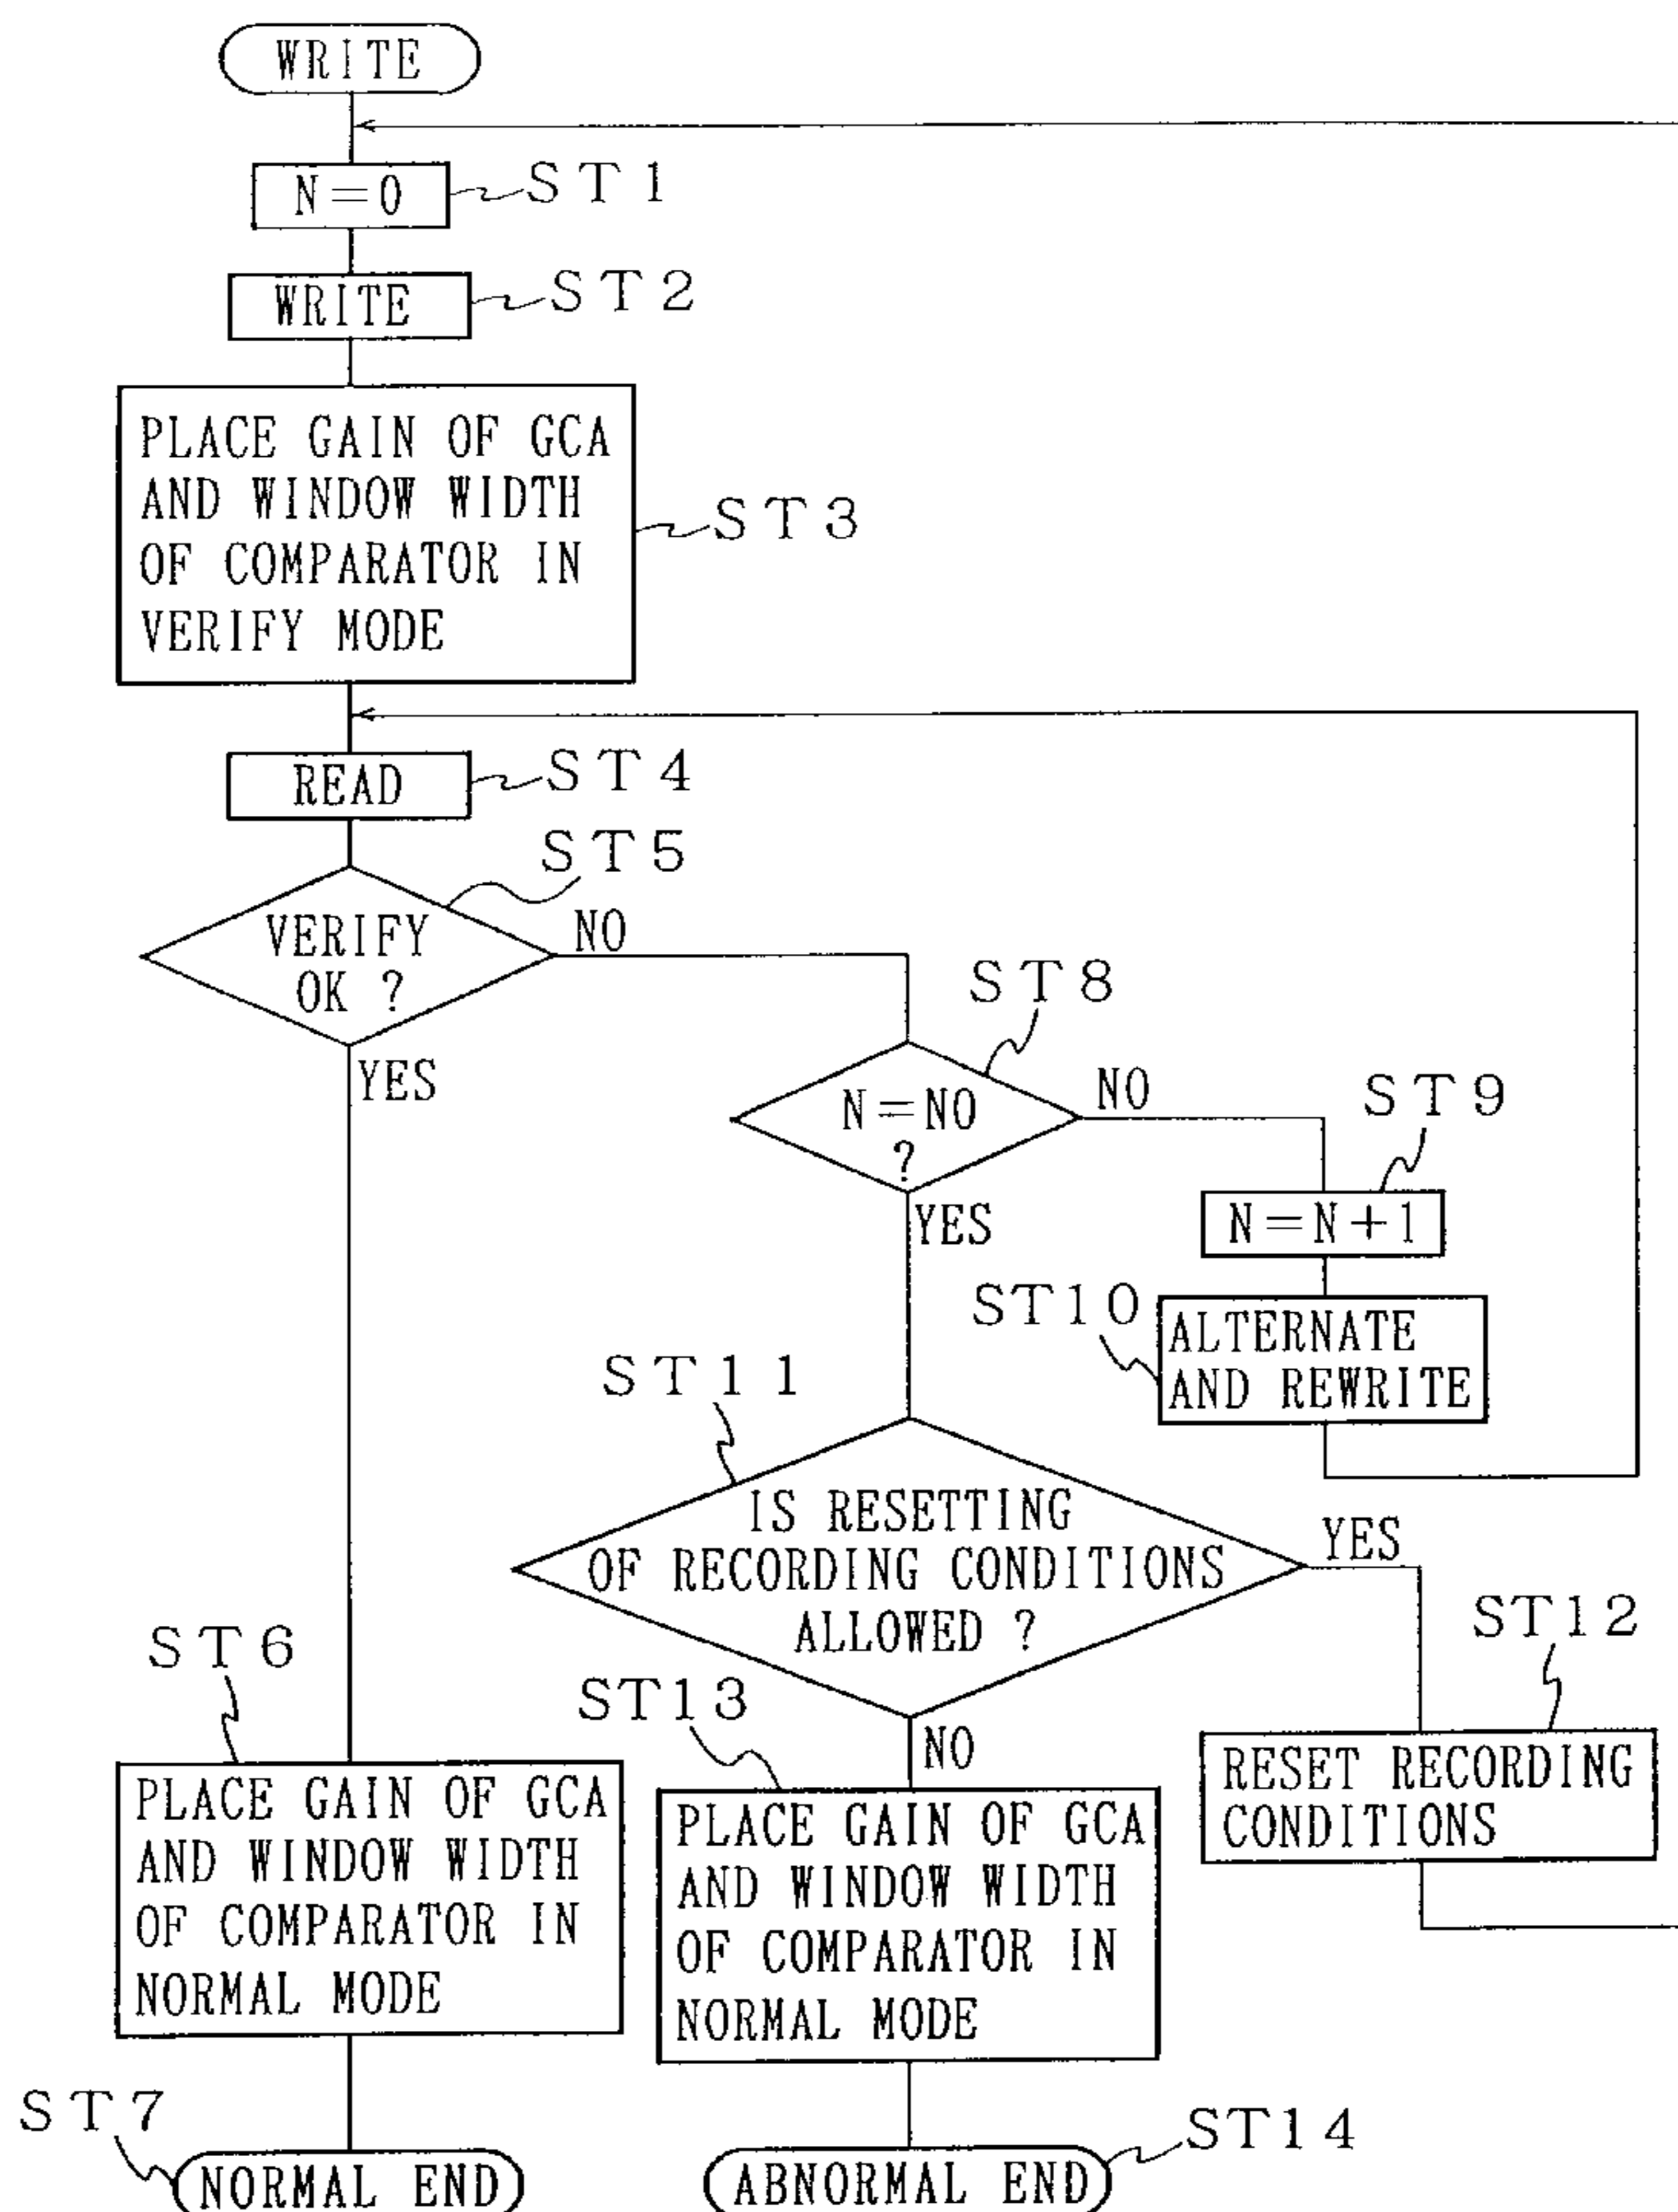 WRITE
N=0
ST1
WRITE
ST2
PLACE GAIN OF GCA
AND WINDOW WIDTH
OF COMPARATOR IN
VERIFY MODE
ST3
READ
ST4
ST5
VERIFY
OK ?
NO
YES
ST8
N=N0
?
NO
YES
ST9
N=N+1
ST10
ALTERNATE
AND REWRITE
ST11
IS RESETTING
OF RECORDING CONDITIONS
ALLOWED ?
YES
NO
ST12
RESET RECORDING
CONDITIONS
ST6
PLACE GAIN OF GCA
AND WINDOW WIDTH
OF COMPARATOR IN
NORMAL MODE
ST13
PLACE GAIN OF GCA
AND WINDOW WIDTH
OF COMPARATOR IN
NORMAL MODE
ST7
NORMAL END
ST14
ABNORMAL END